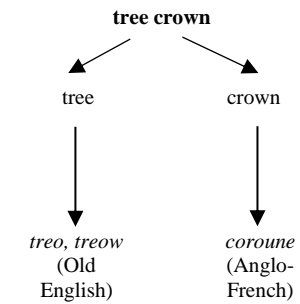 tree crown
tree
crown
treo, treow
(Old
English)
coroune
(Anglo-
French)